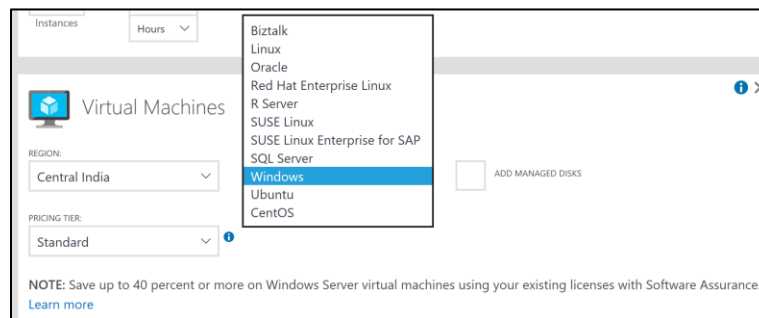 Instances
Hours
Biztalk
Linux
Oracle
Red Hat Enterprise Linux
R Server
SUSE Linux
SUSE Linux Enterprise for SAP
SQL Server
Windows
Ubuntu
CentOS
Virtual Machines
REGION:
Central India
ADD MANAGED DISKS
PRICING TIER:
Standard
NOTE: Save up to 40 percent or more on Windows Server virtual machines using your existing licenses with Software Assurance.
Learn more